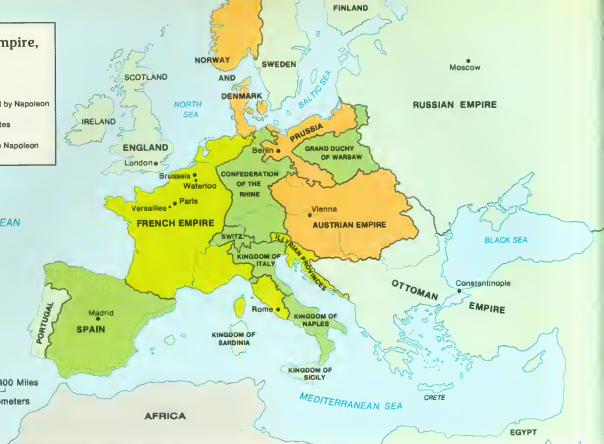 mpire,
d by Napoleon
tes
h Napoleon
FINLAND
NORWAY
AND
DENMARK
SWEDEN
BALTIC SEA
Moscow
RUSSIAN EMPIRE
SCOTLAND
NORTH
SEA
IRELAND
ENGLAND
London
PRUSSIA
Berlin
GRAND DUCHY
OF WARSAW
Brussels
Waterloo
CONFEDERATION
OF THE
RHINE
Versailles
Paris
FRENCH EMPIRE
Vienna
AUSTRIAN EMPIRE
EAN
SWITZ.
KINGDOM OF
ITALY
ILLYRIAN PROVINCES
BLACK SEA
OTTOMAN
EMPIRE
Constantinople
PORTUGAL
Madrid
SPAIN
Rome
KINGDOM OF
NAPLES
KINGDOM OF
SARDINIA
KINGDOM OF
SICILY
400 Miles
ometers
MEDITERRANEAN SEA
CRETE
AFRICA
EGYPT